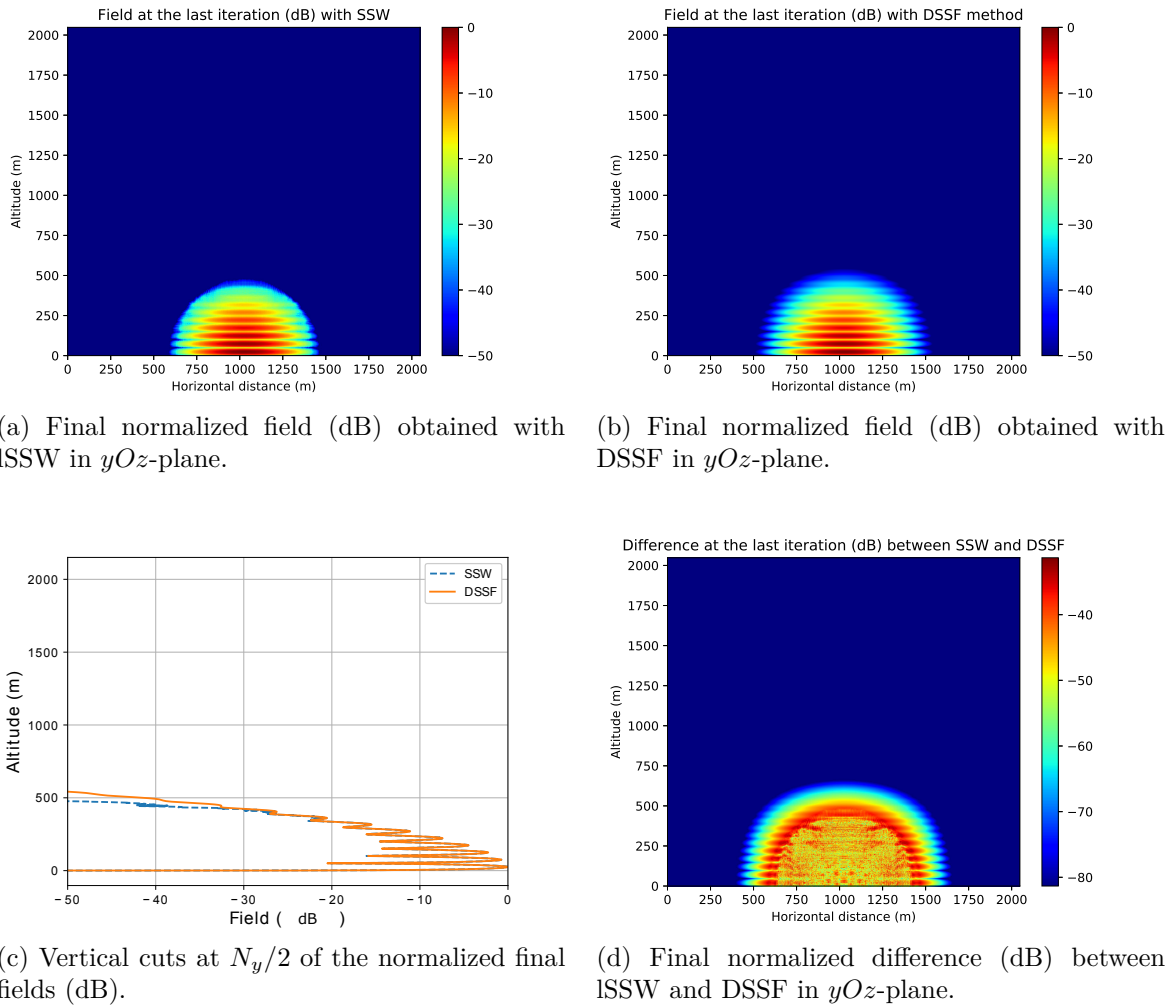 Field at the last iteration (dB) with SSW
2000
1750
1500
1250
1000
750
500
250
0
Altitude (m)
0 250 500 750 1000 1250 1500 1750 2000
Horizontal distance (m)
0
−10
−20
−30
−40
−50
Field at the last iteration (dB) with DSSF method
2000
1750
1500
1250
1000
750
500
250
0
Altitude (m)
0 250 500 750 1000 1250 1500 1750 2000
Horizontal distance (m)
0
−10
−20
−30
−40
−50
(a) Final normalized field (dB) obtained with
lSSW in yOz-plane.
(b) Final normalized field (dB) obtained with
DSSF in yOz-plane.
2000
1500
1000
500
0
Altitude (m)
−50 −40 −30 −20 −10 0
Field ( dB )
SSW
DSSF
Difference at the last iteration (dB) between SSW and DSSF
2000
1750
1500
1250
1000
750
500
250
0
Altitude (m)
0 250 500 750 1000 1250 1500 1750 2000
Horizontal distance (m)
−40
−50
−60
−70
−80
(c) Vertical cuts at N_y/2 of the normalized final
fields (dB).
(d) Final normalized difference (dB) between
lSSW and DSSF in yOz-plane.